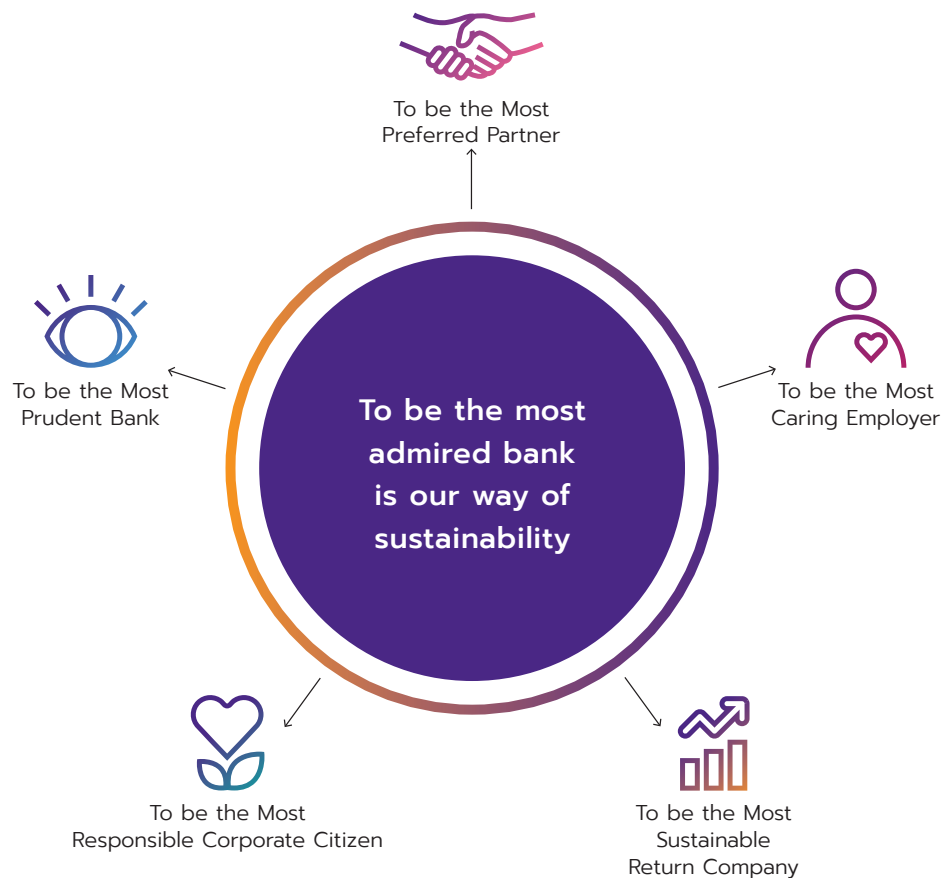 To be the Most
Preferred Partner
To be the Most
Prudent Bank
To be the Most
Caring Employer
To be the most
admired bank
is our way of
sustainability
To be the Most
Responsible Corporate Citizen
To be the Most
Sustainable
Return Company